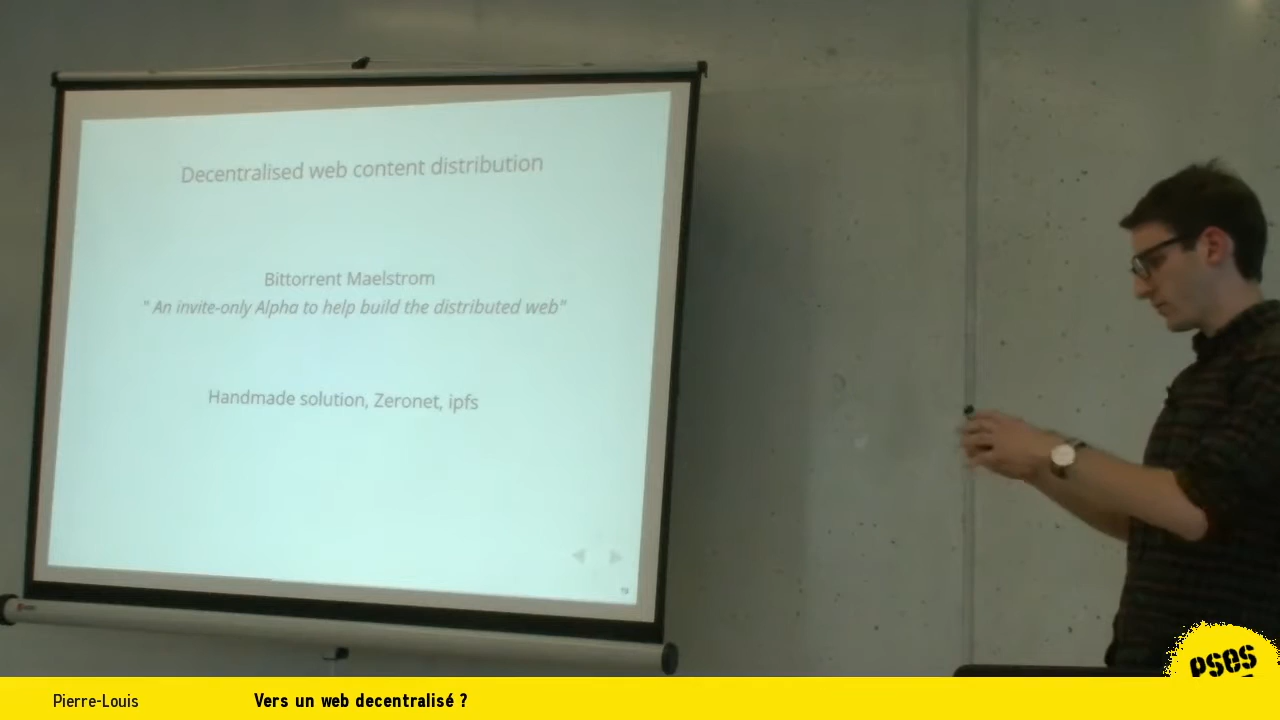 Decentralised web content distribution
Bittorrent Maelstrom
" An invite-only Alpha to help build the distributed web"
Handmade solution, Zeronet, ipfs
pses
Pierre-Louis
Vers un web decentralisé ?